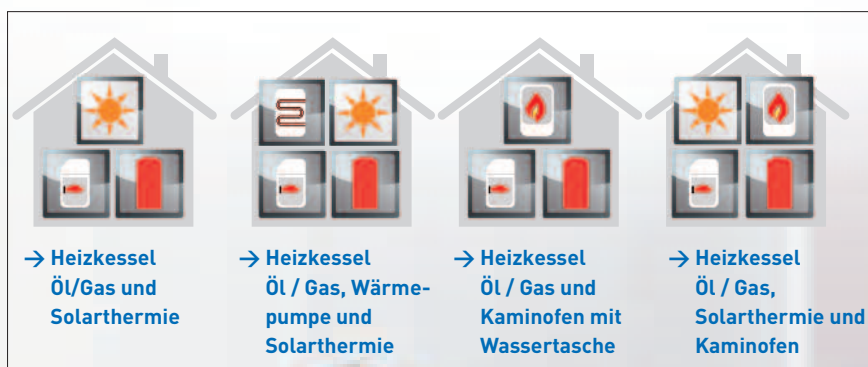 → Heizkessel
Öl/Gas und
Solarthermie
→ Heizkessel
Öl / Gas, Wärme-
pumpe und
Solarthermie
→ Heizkessel
Öl / Gas und
Kaminofen mit
Wassertasche
→ Heizkessel
Öl / Gas,
Solarthermie und
Kaminofen